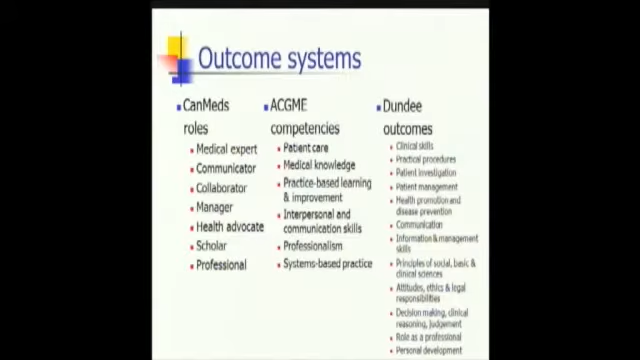 Outcome systems
CanMeds
roles
Medical expert
Communicator
Collaborator
Manager
Health advocate
Scholar
Professional
ACGME
competencies
Patient care
Medical knowledge
Practice-based learning
& improvement
Interpersonal and
communication skills
Professionalism
Systems-based practice
Dundee
outcomes
Clinical skills
Practical procedures
Patient investigation
Patient management
Health promotion and
disease prevention
Communication
Information & management
skills
Principles of social, basic &
clinical sciences
Attitudes, ethics & legal
responsibilities
Decision making, clinical
reasoning, judgement
Role as a professional
Personal development